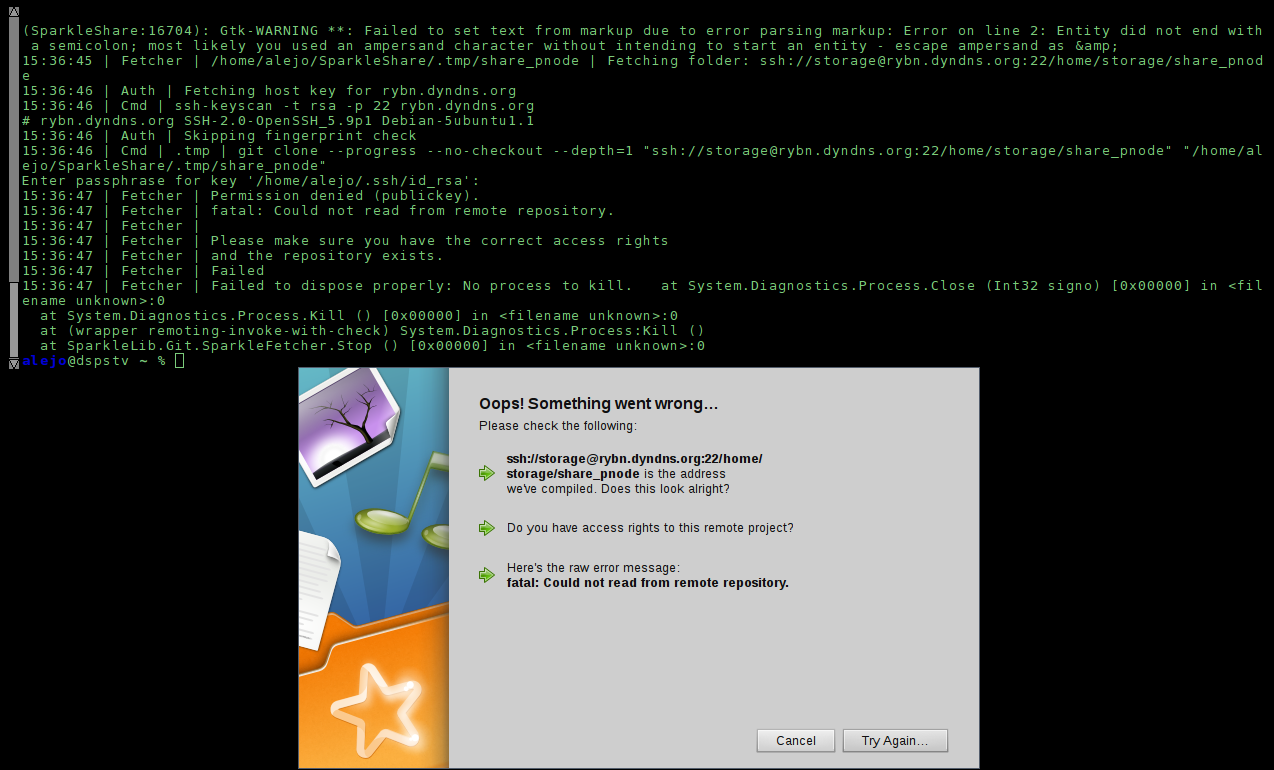 (SparkleShare:16704): Gtk-WARNING **: Failed to set text from markup due to error parsing markup: Error on line 2: Entity did not end with
 a semicolon; most likely you used an ampersand character without intending to start an entity - escape ampersand as &amp;
15:36:45 | Fetcher | /home/alejo/SparkleShare/.tmp/share_pnode | Fetching folder: ssh://storage@rybn.dyndns.org:22/home/storage/share_pnod
e
15:36:46 | Auth | Fetching host key for rybn.dyndns.org
15:36:46 | Cmd | ssh-keyscan -t rsa -p 22 rybn.dyndns.org
# rybn.dyndns.org SSH-2.0-OpenSSH_5.9p1 Debian-5ubuntu1.1
15:36:46 | Auth | Skipping fingerprint check
15:36:46 | Cmd | .tmp | git clone --progress --no-checkout --depth=1 "ssh://storage@rybn.dyndns.org:22/home/storage/share_pnode" "/home/al
ejo/SparkleShare/.tmp/share_pnode"
Enter passphrase for key '/home/alejo/.ssh/id_rsa':
15:36:47 | Fetcher | Permission denied (publickey).
15:36:47 | Fetcher | fatal: Could not read from remote repository.
15:36:47 | Fetcher |
15:36:47 | Fetcher | Please make sure you have the correct access rights
15:36:47 | Fetcher | and the repository exists.
15:36:47 | Fetcher | Failed
15:36:47 | Fetcher | Failed to dispose properly: No process to kill.   at System.Diagnostics.Process.Close (Int32 signo) [0x00000] in <fil
ename unknown>:0
  at System.Diagnostics.Process.Kill () [0x00000] in <filename unknown>:0
  at (wrapper remoting-invoke-with-check) System.Diagnostics.Process:Kill ()
  at SparkleLib.Git.SparkleFetcher.Stop () [0x00000] in <filename unknown>:0
alejo@dspstv ~ %
Oops! Something went wrong…
Please check the following:
ssh://storage@rybn.dyndns.org:22/home/
storage/share_pnode is the address
we've compiled. Does this look alright?
Do you have access rights to this remote project?
Here's the raw error message:
fatal: Could not read from remote repository.
Cancel
Try Again…